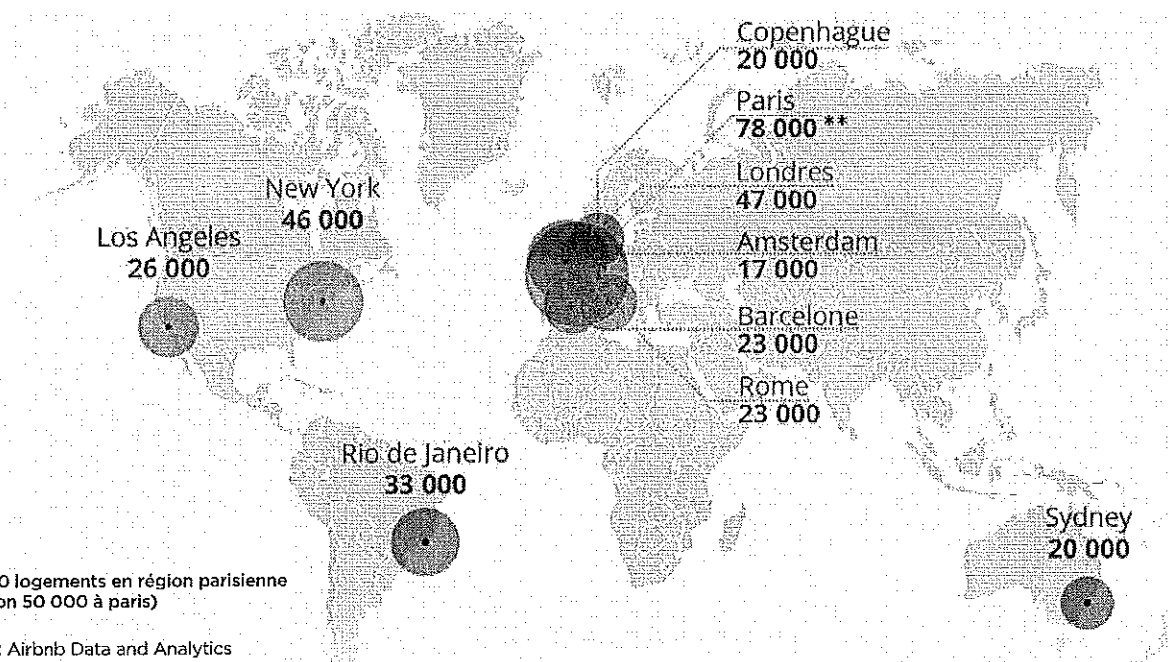 Copenhague
20 000
Paris
78 000 **
Londres
47 000
New York
46 000
Los Angeles
26 000
Amsterdam
17 000
Barcelone
23 000
Rome
23 000
Rio de Janeiro
33 000
Sydney
20 000
0 logements en région parisienne
on 50 000 à paris)
: Airbnb Data and Analytics